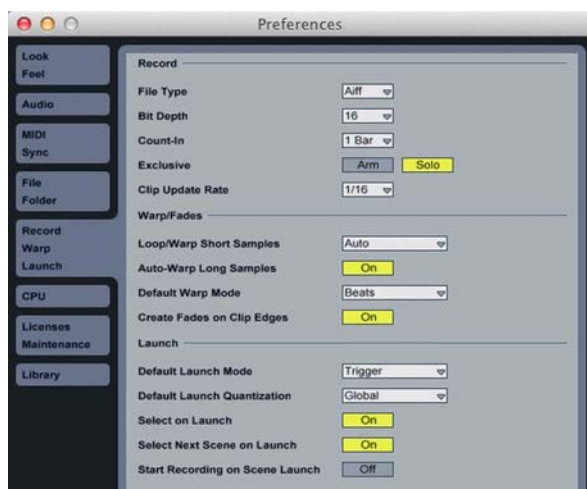 Preferences
Look
Feel
Audio
MIDI
Sync
File
Folder
Record
Warp
Launch
CPU
Licenses
Maintenance
Library
Record
File Type Aiff
Bit Depth 16
Count-In 1 Bar
Exclusive Arm Solo
Clip Update Rate 1/16
Warp/Fades
Loop/Warp Short Samples Auto
Auto-Warp Long Samples On
Default Warp Mode Beats
Create Fades on Clip Edges On
Launch
Default Launch Mode Trigger
Default Launch Quantization Global
Select on Launch On
Select Next Scene on Launch On
Start Recording on Scene Launch Off